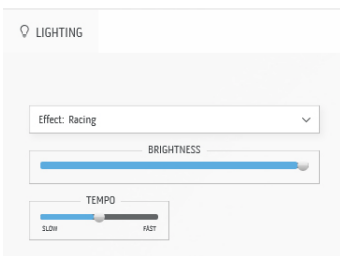 LIGHTING
Effect: Racing
BRIGHTNESS
TEMPO
SLOW FAST